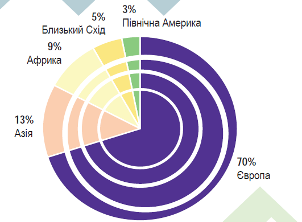 3%
Північна Америка
5%
Близький Схід
9%
Африка
13%
Азія
70%
Європа